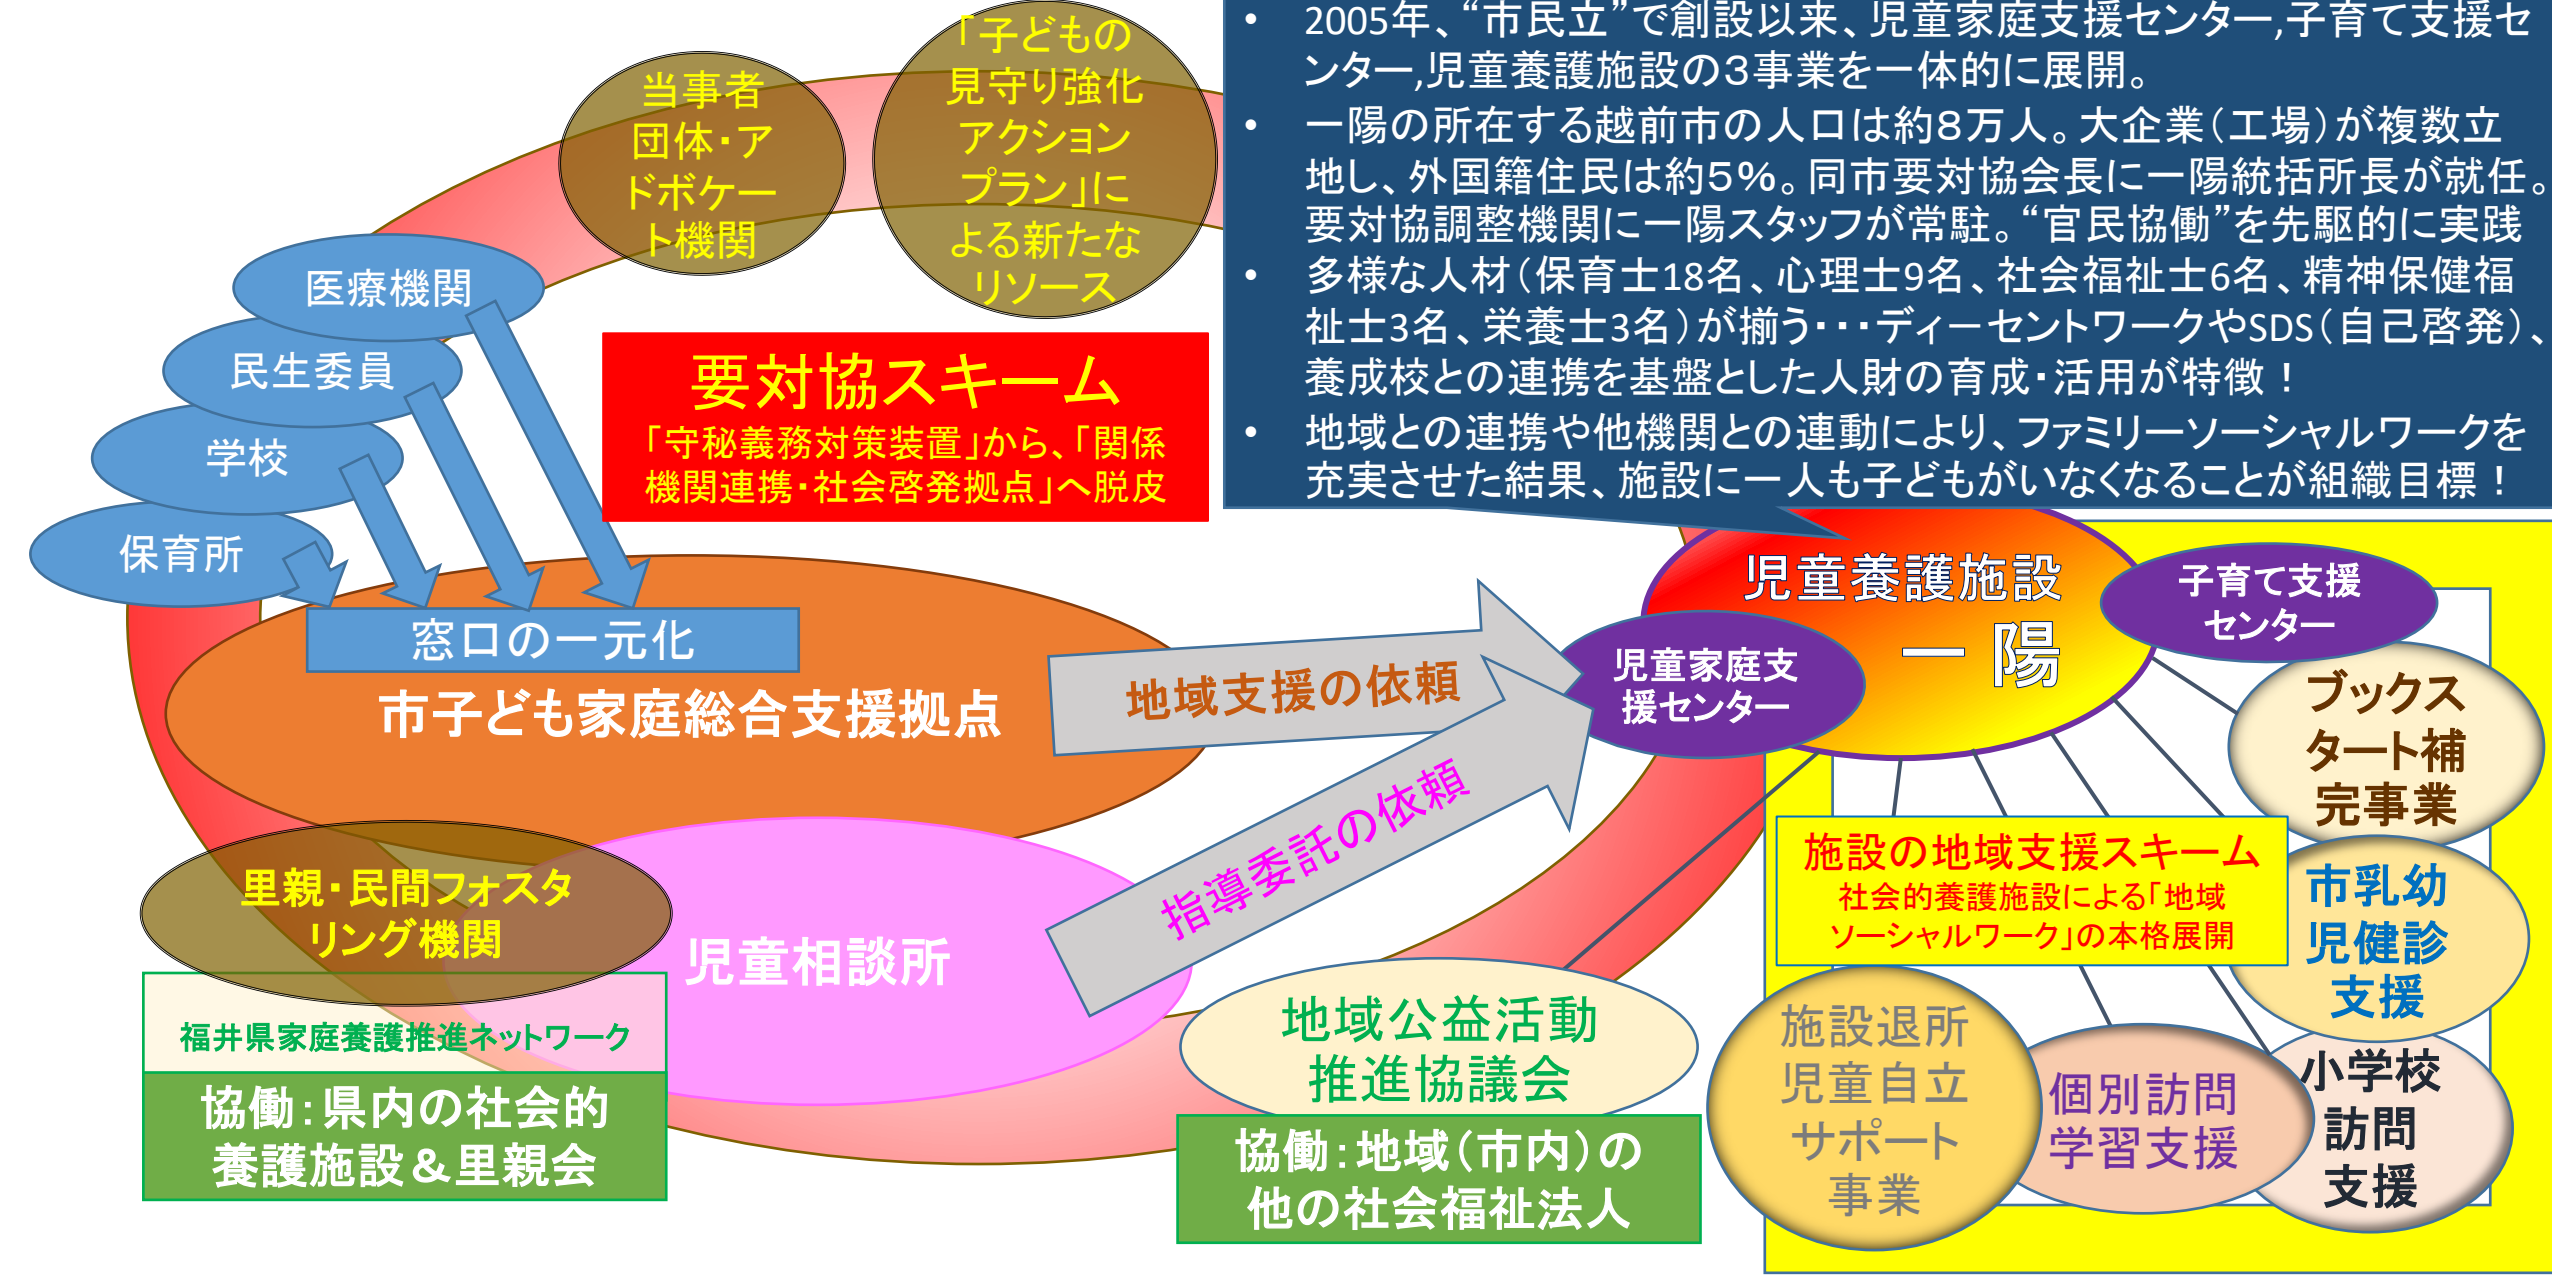 「子どもの
見守り強化
アクション
プラン」に
よる新たな
リソース
当事者
団体・ア
ドボケー
ト機関
• 2005年、“市民立”で創設以来、児童家庭支援センター,子育て支援セ
ンター,児童養護施設の３事業を一体的に展開。
• 一陽の所在する越前市の人口は約８万人。大企業（工場）が複数立
地し、外国籍住民は約５％。同市要対協会長に一陽統括所長が就任。
要対協調整機関に一陽スタッフが常駐。“官民協働”を先駆的に実践
• 多様な人材（保育士18名、心理士9名、社会福祉士6名、精神保健福
祉士3名、栄養士3名）が揃う・・・ディーセントワークやSDS（自己啓発）、
養成校との連携を基盤とした人財の育成・活用が特徴！
• 地域との連携や他機関との連動により、ファミリーソーシャルワークを
充実させた結果、施設に一人も子どもがいなくなることが組織目標！
医療機関
民生委員
学校
保育所
要対協スキーム
「守秘義務対策装置」から、「関係
機関連携・社会啓発拠点」へ脱皮
窓口の一元化
市子ども家庭総合支援拠点
地域支援の依頼
指導委託の依頼
児童養護施設
一 陽
児童家庭支
援センター
子育て支援
センター
ブックス
タート補
完事業
施設の地域支援スキーム
社会的養護施設による「地域
ソーシャルワーク」の本格展開
市乳幼
児健診
支援
里親・民間フォスタ
リング機関
児童相談所
福井県家庭養護推進ネットワーク
協働：県内の社会的
養護施設＆里親会
地域公益活動
推進協議会
協働：地域（市内）の
他の社会福祉法人
施設退所
児童自立
サポート
事業
個別訪問
学習支援
小学校
訪問
支援